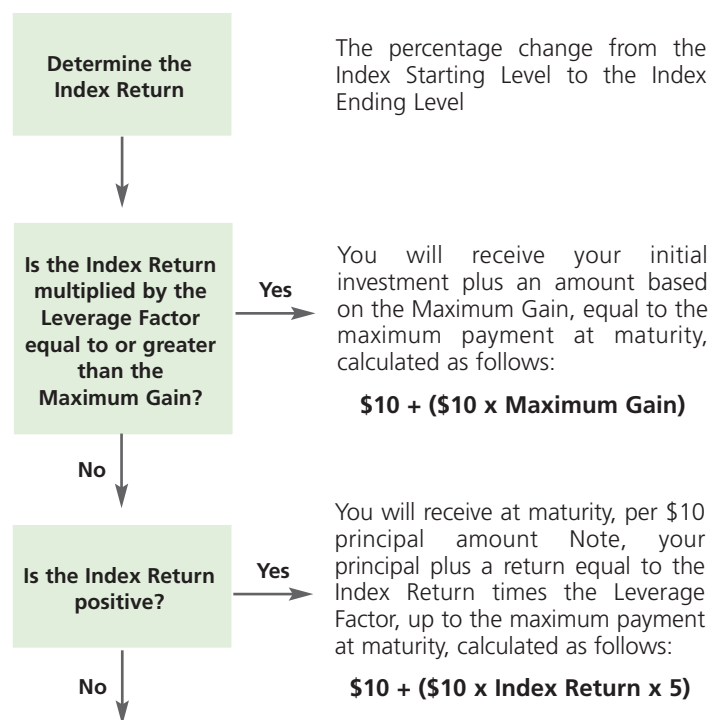 Determine the
Index Return
The percentage change from the
Index Starting Level to the Index
Ending Level
Is the Index Return
multiplied by the
Leverage Factor
equal to or greater
than the
Maximum Gain?
Yes
You will receive your initial
investment plus an amount based
on the Maximum Gain, equal to the
maximum payment at maturity,
calculated as follows:
$10 + ($10 x Maximum Gain)
No
Is the Index Return
positive?
Yes
You will receive at maturity, per $10
principal amount Note, your
principal plus a return equal to the
Index Return times the Leverage
Factor, up to the maximum payment
at maturity, calculated as follows:
$10 + ($10 x Index Return x 5)
No